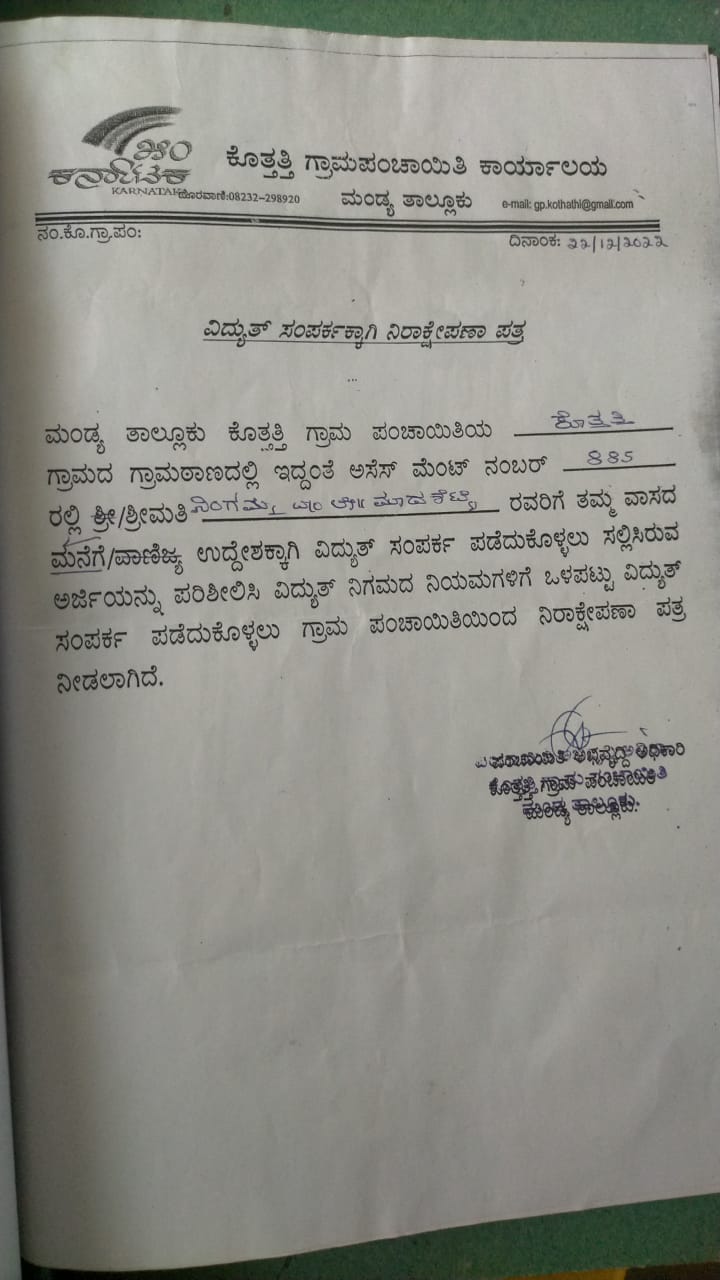 ೫೦
ಕರ್ನಾಟಕ
KARNATAKA
ಕೊತ್ತತ್ತಿ ಗ್ರಾಮಪಂಚಾಯಿತಿ ಕಾರ್ಯಾಲಯ
ದೂರವಾಣಿ:08232-298920 ಮಂಡ್ಯ ತಾಲ್ಲೂಕು e-mail: gp.kothathi@gmail.com
ನಂ.ಕೊ.ಗ್ರಾ.ಪಂ: ದಿನಾಂಕ: 22/12/2022
ವಿದ್ಯುತ್ ಸಂಪರ್ಕಕ್ಕಾಗಿ ನಿರಾಕ್ಷೇಪಣಾ ಪತ್ರ
...
ಮಂಡ್ಯ ತಾಲ್ಲೂಕು ಕೊತ್ತತ್ತಿ ಗ್ರಾಮ ಪಂಚಾಯಿತಿಯ ಕೊತ್ತತ್ತಿ
ಗ್ರಾಮದ ಗ್ರಾಮಠಾಣದಲ್ಲಿ ಇದ್ದಂತೆ ಅಸೆಸ್ ಮೆಂಟ್ ನಂಬರ್ 885
ರಲ್ಲಿ ಶ್ರೀ/ಶ್ರೀಮತಿ ನಿಂಗಮ್ಮ ರವರಿಗೆ ತಮ್ಮ ವಾಸದ
ಮನೆಗೆ/ವಾಣಿಜ್ಯ ಉದ್ದೇಶಕ್ಕಾಗಿ ವಿದ್ಯುತ್ ಸಂಪರ್ಕ ಪಡೆದುಕೊಳ್ಳಲು ಸಲ್ಲಿಸಿರುವ
ಅರ್ಜಿಯನ್ನು ಪರಿಶೀಲಿಸಿ ವಿದ್ಯುತ್ ನಿಗಮದ ನಿಯಮಗಳಿಗೆ ಒಳಪಟ್ಟು ವಿದ್ಯುತ್
ಸಂಪರ್ಕ ಪಡೆದುಕೊಳ್ಳಲು ಗ್ರಾಮ ಪಂಚಾಯಿತಿಯಿಂದ ನಿರಾಕ್ಷೇಪಣಾ ಪತ್ರ
ನೀಡಲಾಗಿದೆ.
ಪಂಚಾಯಿತಿ ಅಭಿವೃದ್ಧಿ ಅಧಿಕಾರಿ
ಕೊತ್ತತ್ತಿ ಗ್ರಾಮ ಪಂಚಾಯಿತಿ
ಮಂಡ್ಯ ತಾಲ್ಲೂಕು.